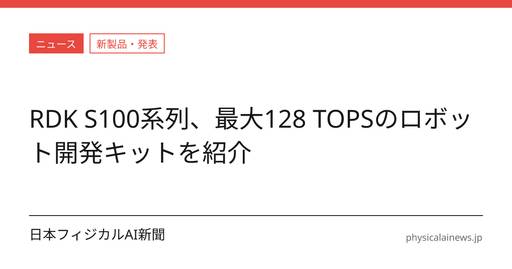 ニュース 新製品・発表
RDK S100系列、最大128 TOPSのロボッ
ト開発キットを紹介
日本フィジカルAI新聞
physicalainews.jp